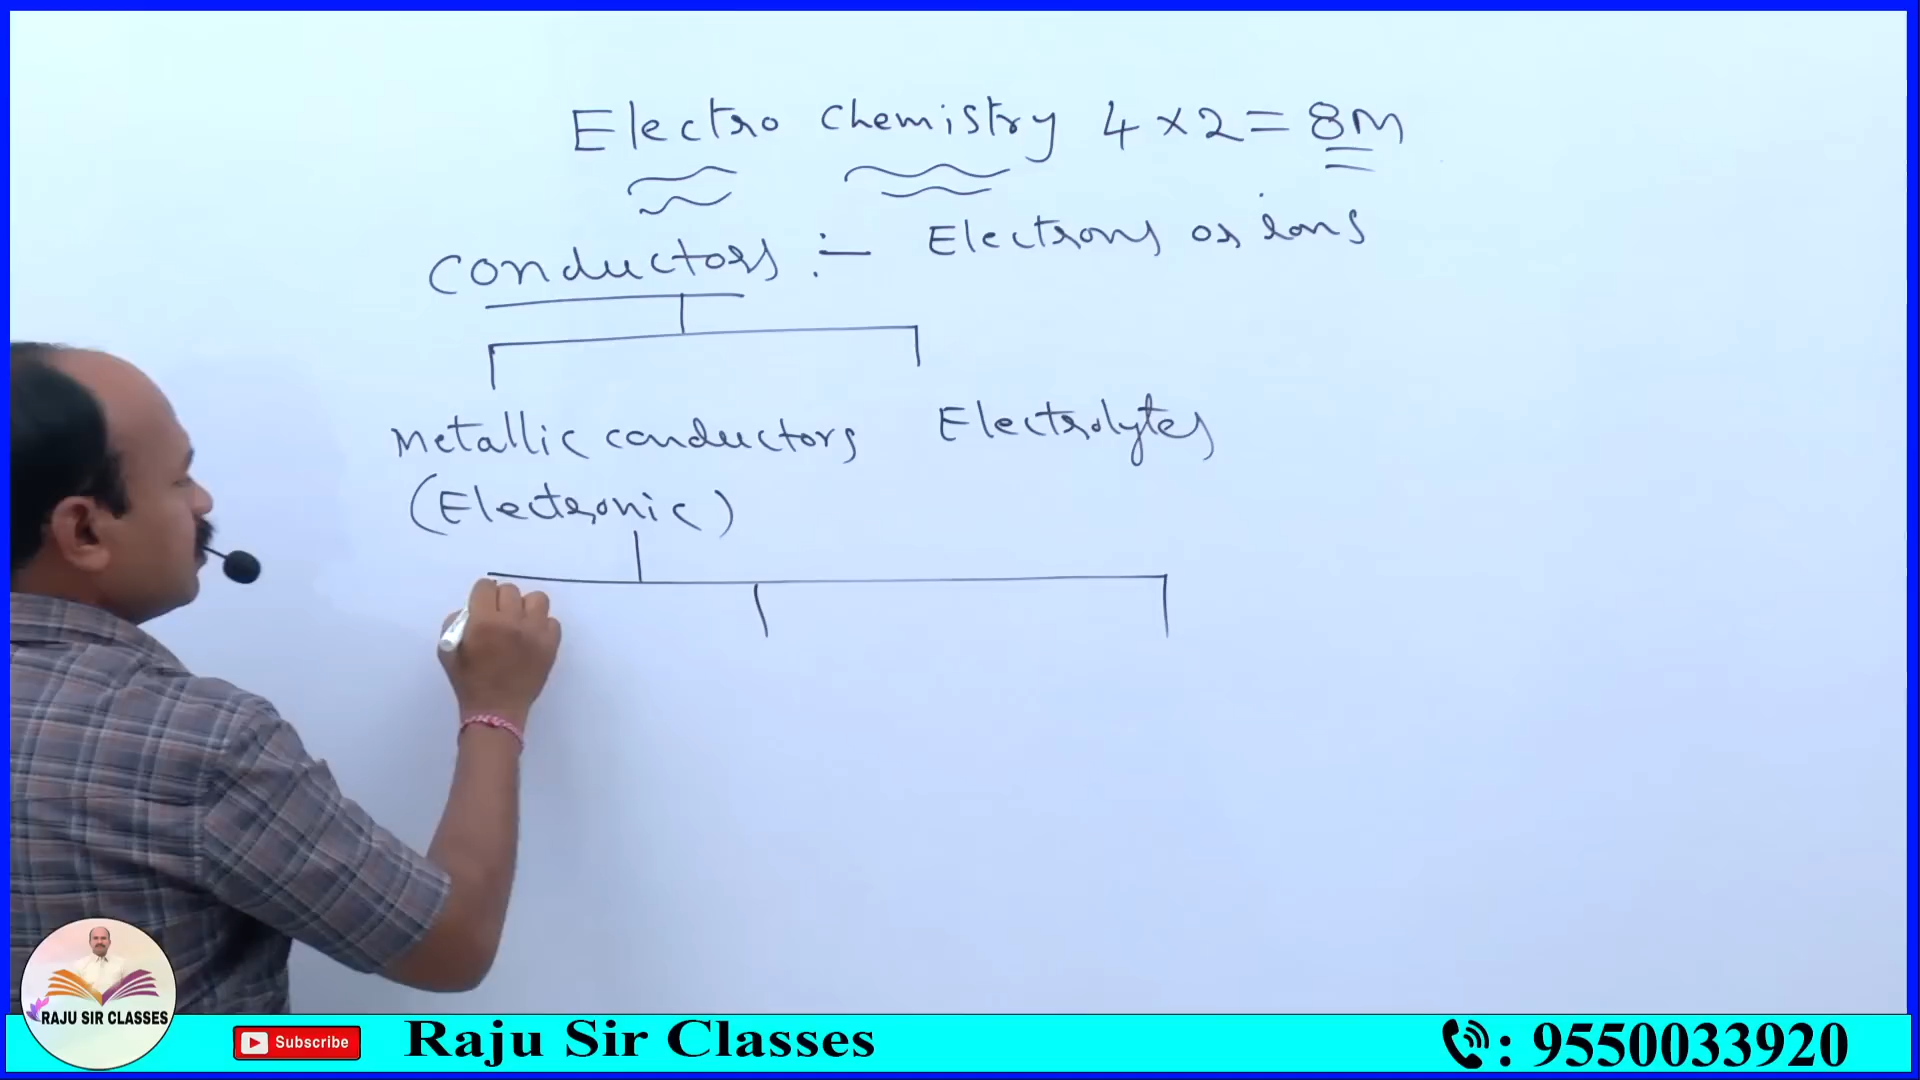 Electro chemistry 4 × 2 = 8M
conductors :- Electrons or ions
Metallic conductors Electrolytes
(Electronic)
RAJU SIR CLASSES
Subscribe
Raju Sir Classes
: 9550033920